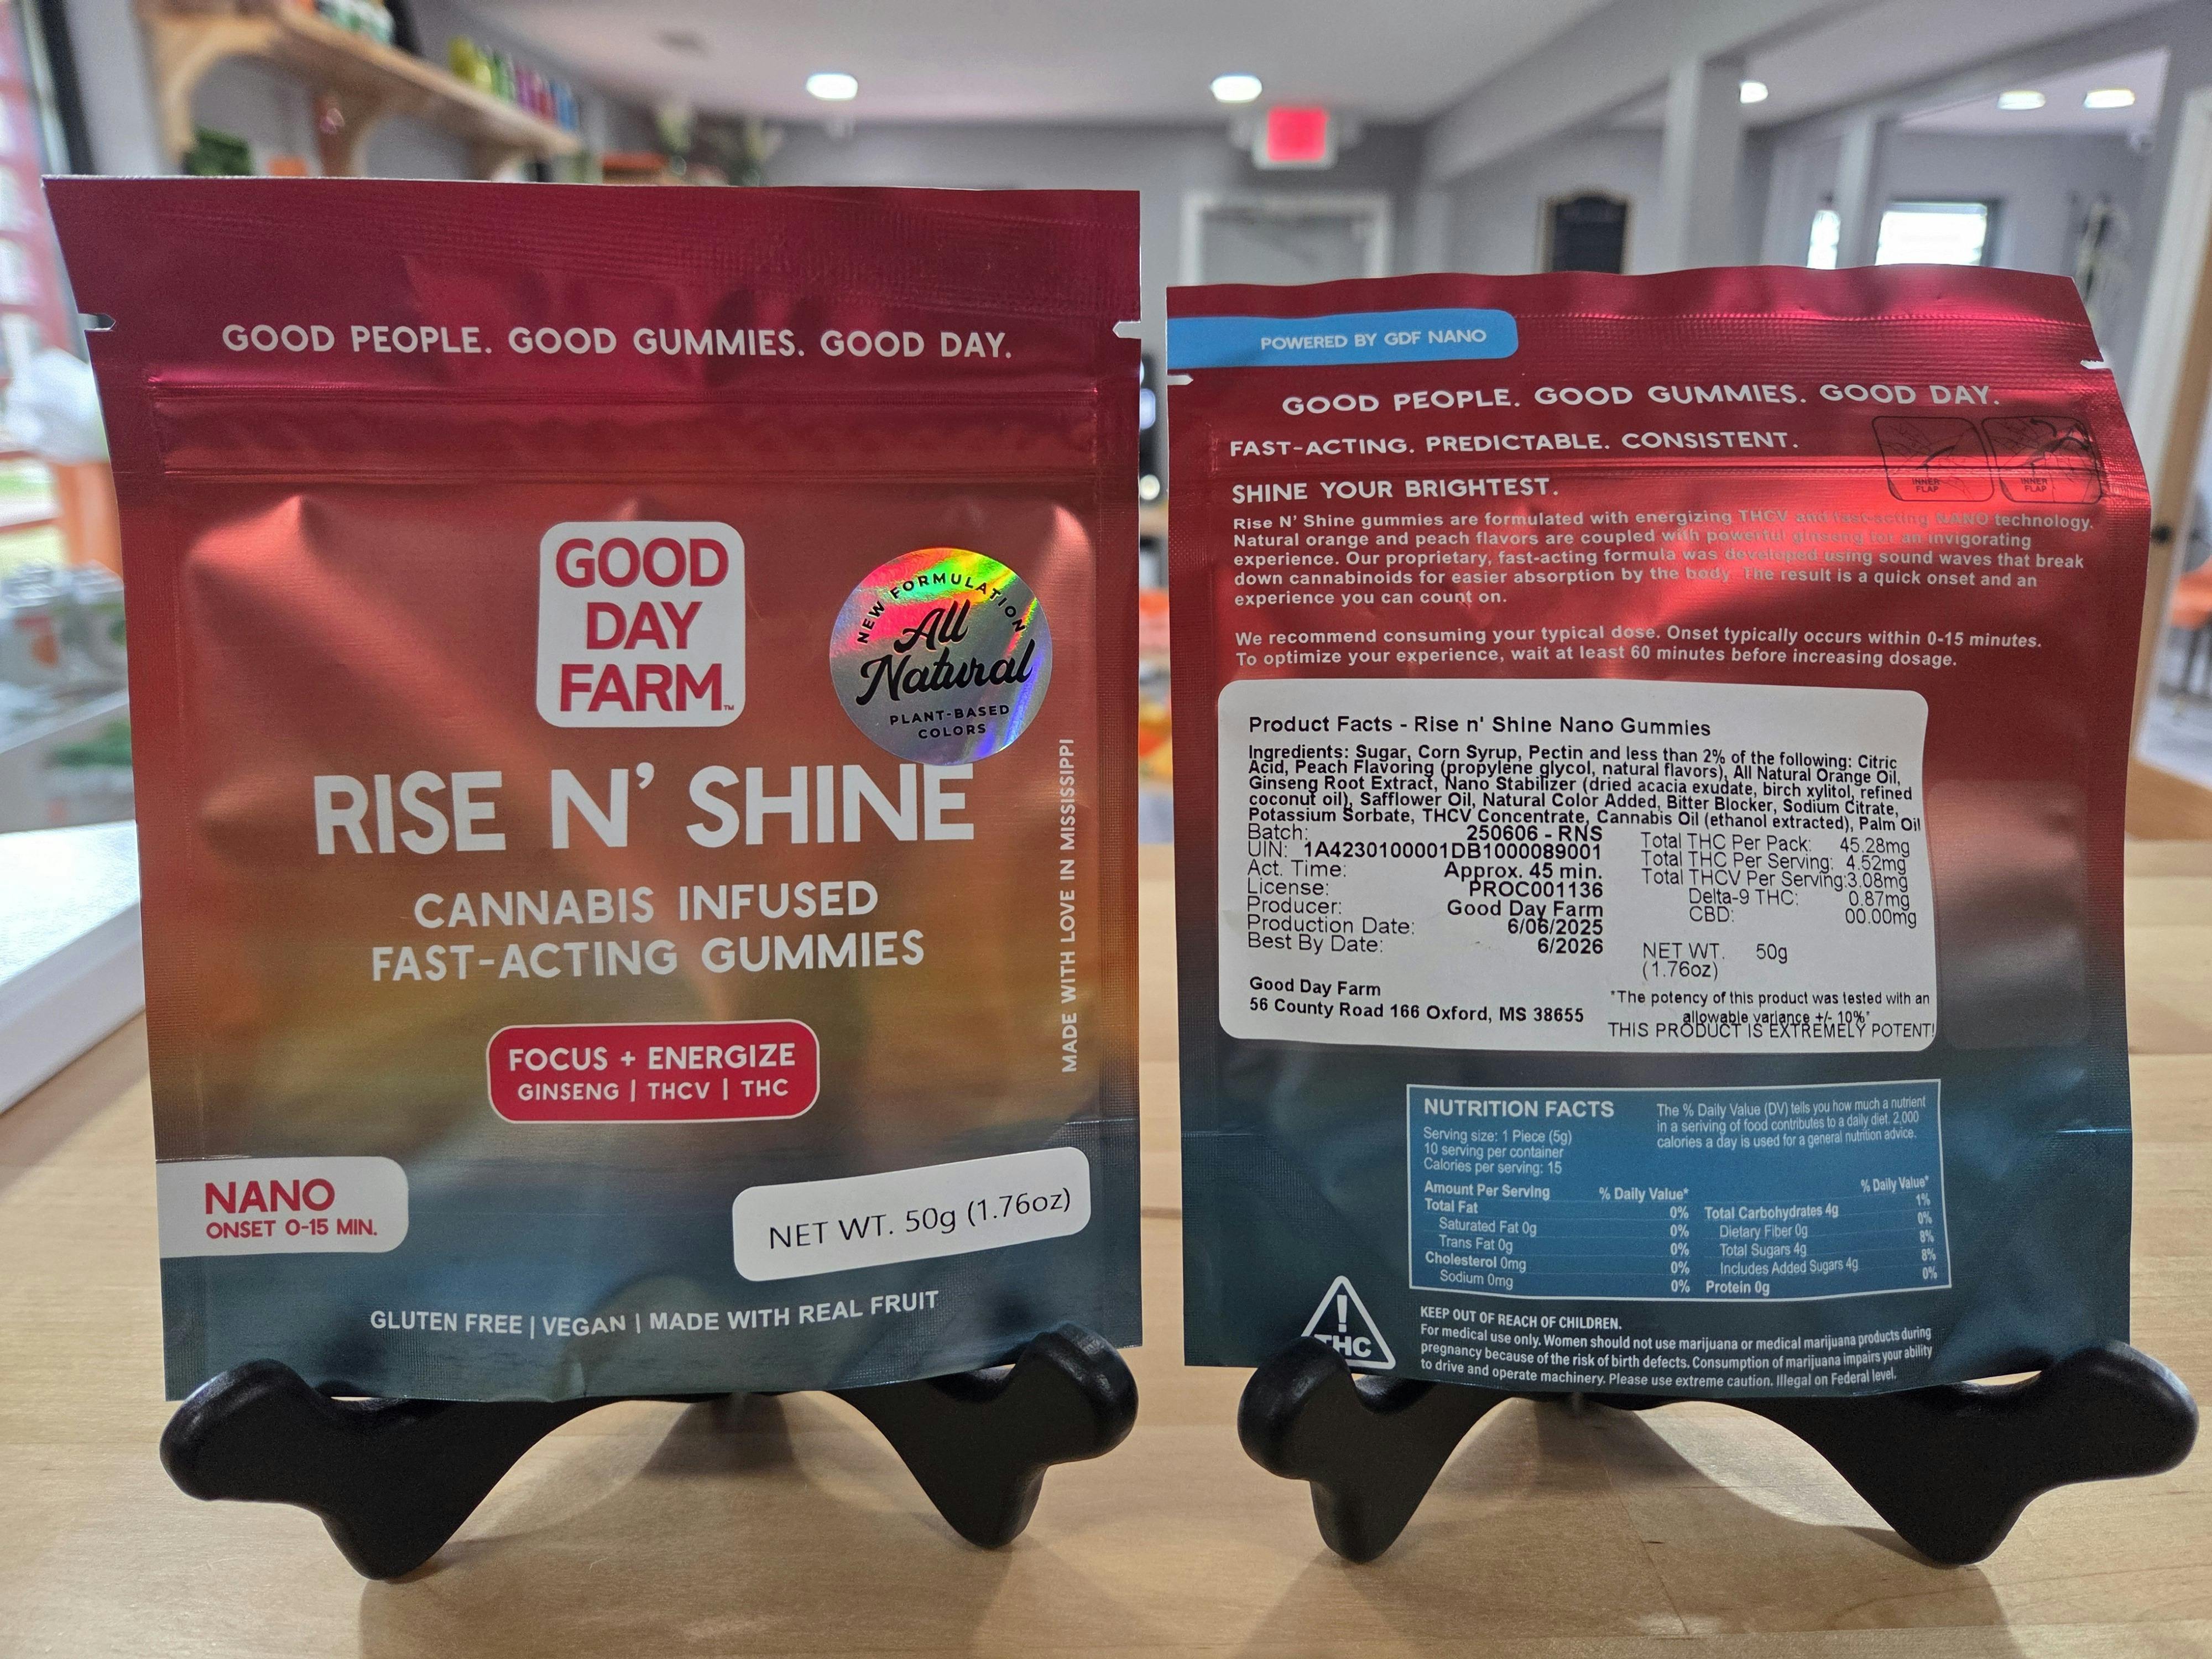 GOOD PEOPLE. GOOD GUMMIES. GOOD DAY.
GOOD
DAY
FARM™
NEW FORMULATION
All
Natural
PLANT-BASED
COLORS
RISE N' SHINE
CANNABIS INFUSED
FAST-ACTING GUMMIES
MADE WITH LOVE IN MISSISSIPPI
FOCUS + ENERGIZE
GINSENG | THCV | THC
NANO
ONSET 0-15 MIN.
NET WT. 50g (1.76oz)
GLUTEN FREE | VEGAN | MADE WITH REAL FRUIT
POWERED BY GDF NANO
GOOD PEOPLE. GOOD GUMMIES. GOOD DAY.
FAST-ACTING. PREDICTABLE. CONSISTENT.
INNER FLAP
INNER FLAP
SHINE YOUR BRIGHTEST.
Rise N' Shine gummies are formulated with energizing THCV and fast-acting NANO technology.
Natural orange and peach flavors are coupled with powerful ginseng for an invigorating
experience. Our proprietary, fast-acting formula was developed using sound waves that break
down cannabinoids for easier absorption by the body. The result is a quick onset and an
experience you can count on.
We recommend consuming your typical dose. Onset typically occurs within 0-15 minutes.
To optimize your experience, wait at least 60 minutes before increasing dosage.
Product Facts - Rise n' Shine Nano Gummies
Ingredients: Sugar, Corn Syrup, Pectin and less than 2% of the following: Citric
Acid, Peach Flavoring (propylene glycol, natural flavors), All Natural Orange Oil,
Ginseng Root Extract, Nano Stabilizer (dried acacia exudate, birch xylitol, refined
coconut oil), Safflower Oil, Natural Color Added, Bitter Blocker, Sodium Citrate,
Potassium Sorbate, THCV Concentrate, Cannabis Oil (ethanol extracted), Palm Oil
Batch: 250606 - RNS
UIN: 1A4230100001DB1000089001
Act. Time: Approx. 45 min.
License: PROC001136
Producer: Good Day Farm
Production Date: 6/06/2025
Best By Date: 6/2026
Total THC Per Pack: 45.28mg
Total THC Per Serving: 4.52mg
Total THCV Per Serving:3.08mg
Delta-9 THC: 0.87mg
CBD: 00.00mg
NET WT. 50g
(1.76oz)
Good Day Farm
56 County Road 166 Oxford, MS 38655
*The potency of this product was tested with an
allowable variance +/- 10%*
THIS PRODUCT IS EXTREMELY POTENT!
NUTRITION FACTS
Serving size: 1 Piece (5g)
10 serving per container
Calories per serving: 15
The % Daily Value (DV) tells you how much a nutrient
in a seriving of food contributes to a daily diet. 2,000
calories a day is used for a general nutrition advice.
Amount Per Serving % Daily Value*
Total Fat 0%
Saturated Fat 0g 0%
Trans Fat 0g 0%
Cholesterol 0mg 0%
Sodium 0mg 0%
% Daily Value*
Total Carbohydrates 4g 1%
Dietary Fiber 0g 0%
Total Sugars 4g 8%
Includes Added Sugars 4g 8%
Protein 0g 0%
!
THC
KEEP OUT OF REACH OF CHILDREN.
For medical use only. Women should not use marijuana or medical marijuana products during
pregnancy because of the risk of birth defects. Consumption of marijuana impairs your ability
to drive and operate machinery. Please use extreme caution. Illegal on Federal level.